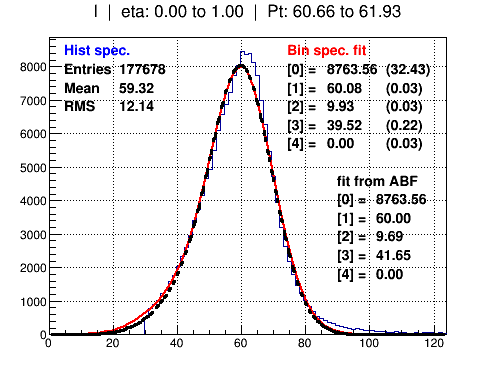 I | eta: 0.00 to 1.00 | Pt: 60.66 to 61.93
Hist spec.
Entries 177678
Mean 59.32
RMS 12.14
Bin spec. fit
[0] = 8763.56 (32.43)
[1] = 60.08 (0.03)
[2] = 9.93 (0.03)
[3] = 39.52 (0.22)
[4] = 0.00 (0.03)
fit from ABF
[0] = 8763.56
[1] = 60.00
[2] = 9.69
[3] = 41.65
[4] = 0.00
8000
7000
6000
5000
4000
3000
2000
1000
0
0 20 40 60 80 100 120